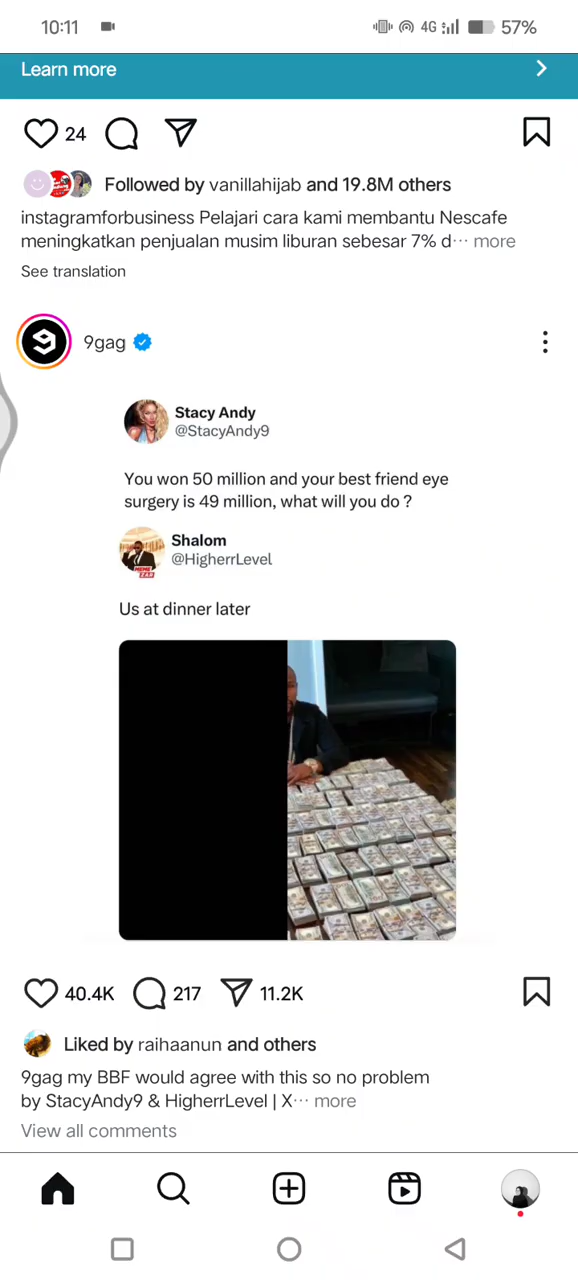 10:11
4G
57%
Learn more
24
Followed by vanillahijab and 19.8M others
instagramforbusiness Pelajari cara kami membantu Nescafe
meningkatkan penjualan musim liburan sebesar 7% d... more
See translation
9gag
Stacy Andy
@StacyAndy9
You won 50 million and your best friend eye
surgery is 49 million, what will you do ?
Shalom
@HigherrLevel
Us at dinner later
40.4K 217 11.2K
Liked by raihaanun and others
9gag my BBF would agree with this so no problem
by StacyAndy9 & HigherrLevel | X... more
View all comments